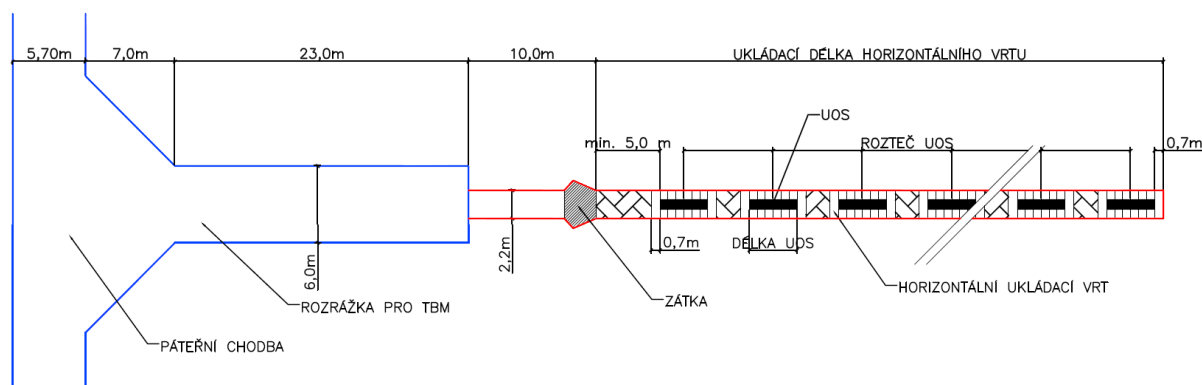 5,70m
7,0m
23,0m
10,0m
UKLÁDACÍ DÉLKA HORIZONTÁLNÍHO VRTU
UOS
min. 5,0 m
ROZTEČ UOS
0,7m
6,0m
2,2m
0,7m
DÉLKA UOS
ZÁTKA
HORIZONTÁLNÍ UKLÁDACÍ VRT
ROZRÁŽKA PRO TBM
PÁTEŘNÍ CHODBA